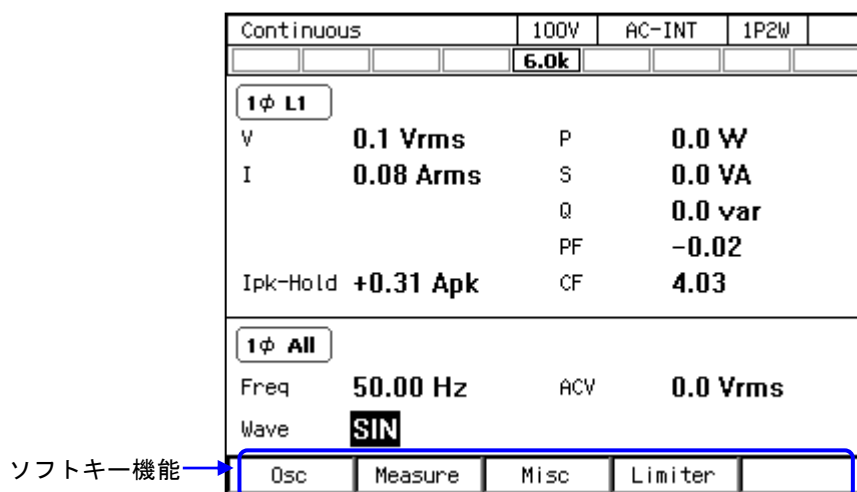 Continuous 100V AC-INT 1P2W
6.0k
1φ L1
V 0.1 Vrms P 0.0 W
I 0.08 Arms S 0.0 VA
Q 0.0 var
PF -0.02
Ipk-Hold +0.31 Apk CF 4.03
1φ All
Freq 50.00 Hz ACV 0.0 Vrms
Wave SIN
ソフトキー機能 Osc Measure Misc Limiter